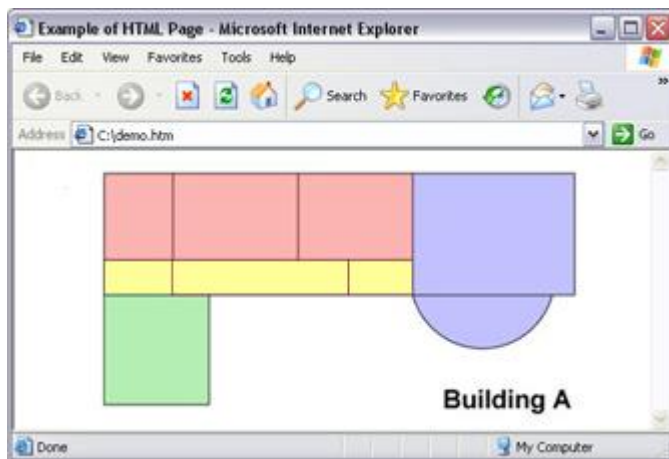 Example of HTML Page - Microsoft Internet Explorer
File Edit View Favorites Tools Help
Back Search Favorites »
Address C:\demo.htm Go
Building A
Done My Computer